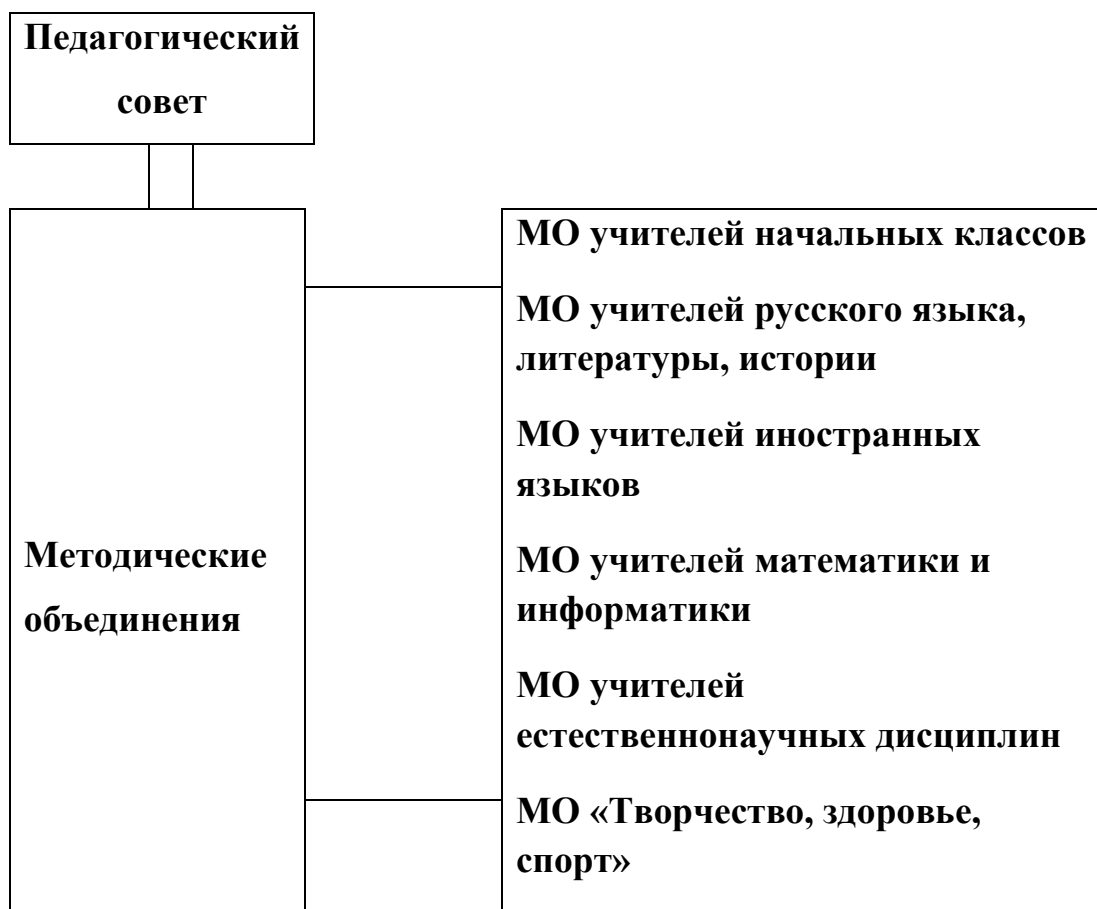 Педагогический
совет
Методические
объединения
МО учителей начальных классов
МО учителей русского языка,
литературы, истории
МО учителей иностранных
языков
МО учителей математики и
информатики
МО учителей
естественнонаучных дисциплин
МО «Творчество, здоровье,
спорт»